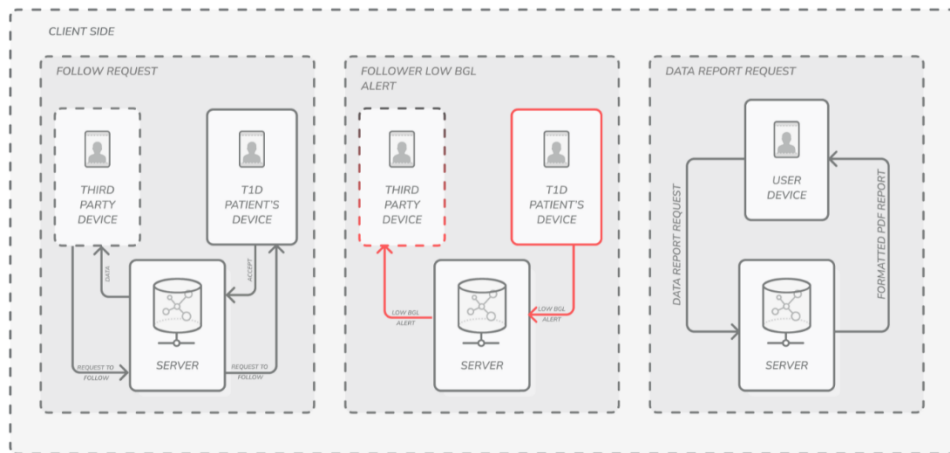 CLIENT SIDE
FOLLOW REQUEST
THIRD
PARTY
DEVICE
T1D
PATIENT'S
DEVICE
DATA
ACCEPT
SERVER
REQUEST TO
FOLLOW
REQUEST TO
FOLLOW
FOLLOWER LOW BGL
ALERT
THIRD
PARTY
DEVICE
T1D
PATIENT'S
DEVICE
LOW BGL
ALERT
LOW BGL
ALERT
SERVER
DATA REPORT REQUEST
USER
DEVICE
DATA REPORT REQUEST
FORMATTED PDF REPORT
SERVER